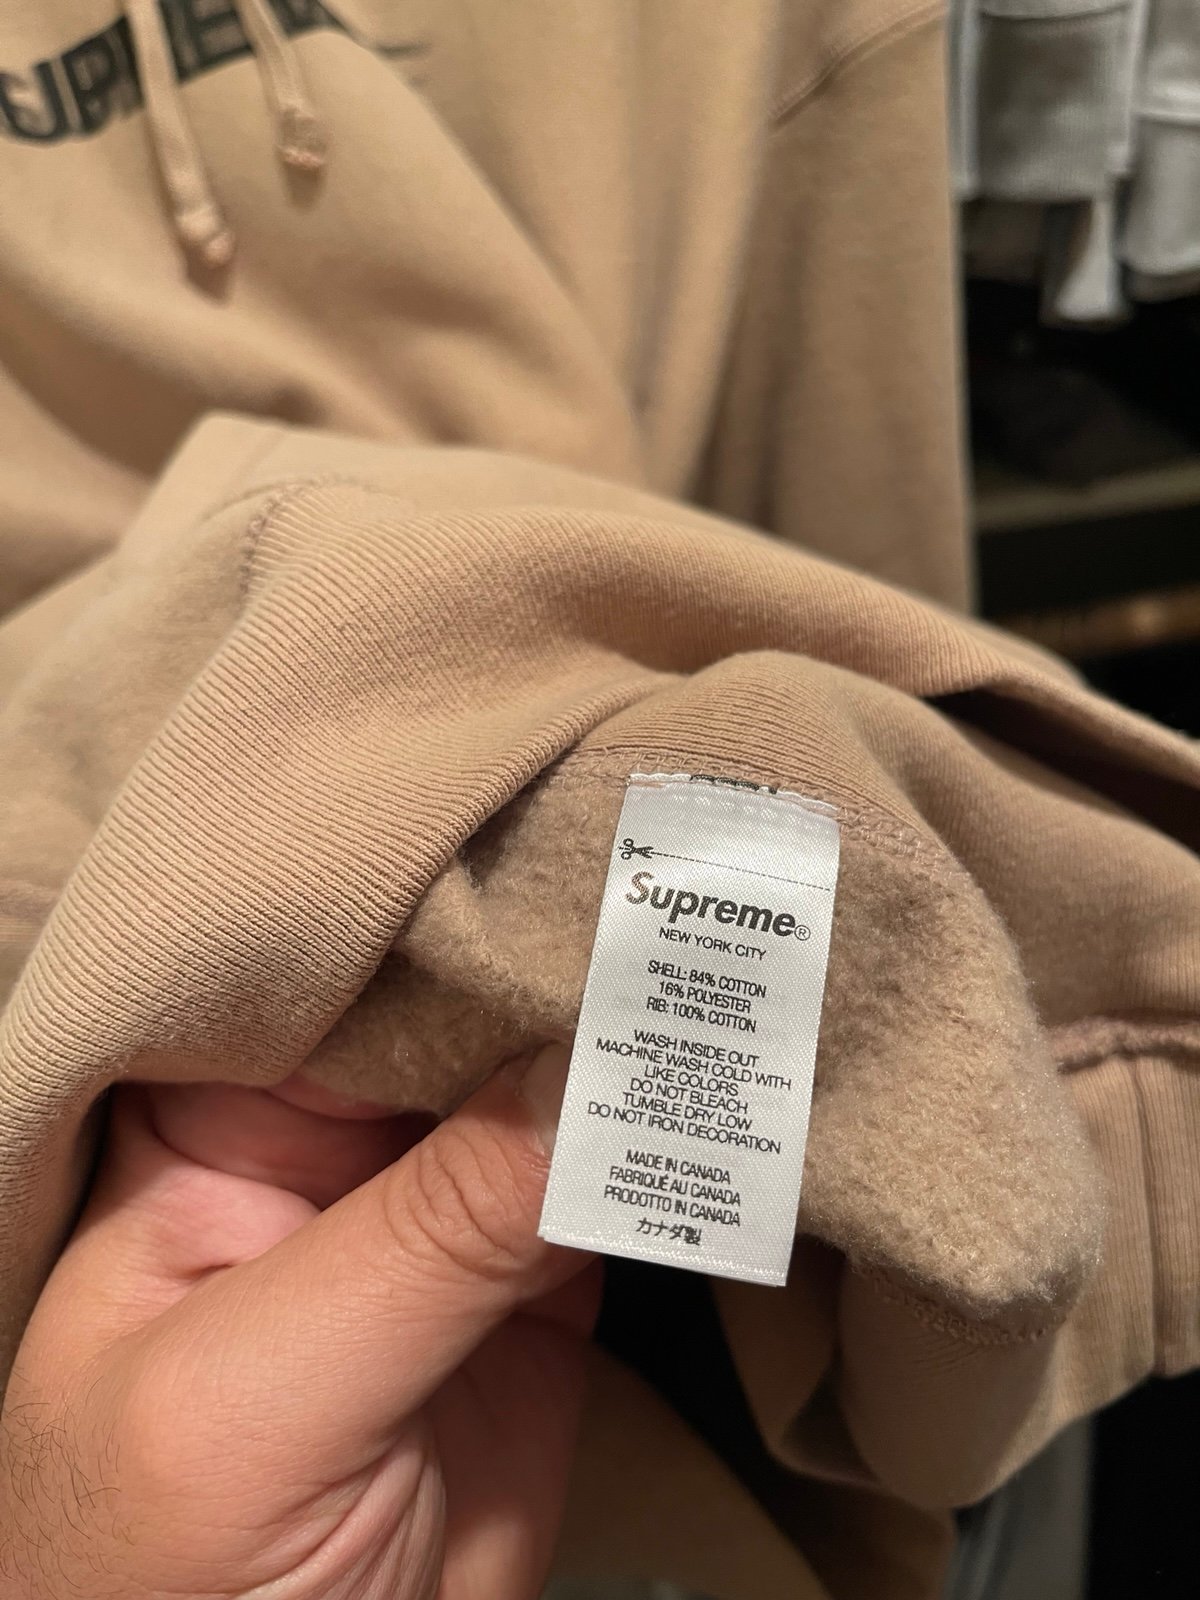 SUPREME
Supreme®
NEW YORK CITY
SHELL: 84% COTTON
16% POLYESTER
RIB: 100% COTTON
WASH INSIDE OUT
MACHINE WASH COLD WITH
LIKE COLORS
DO NOT BLEACH
TUMBLE DRY LOW
DO NOT IRON DECORATION
MADE IN CANADA
FABRIQUÉ AU CANADA
PRODOTTO IN CANADA
カナダ製